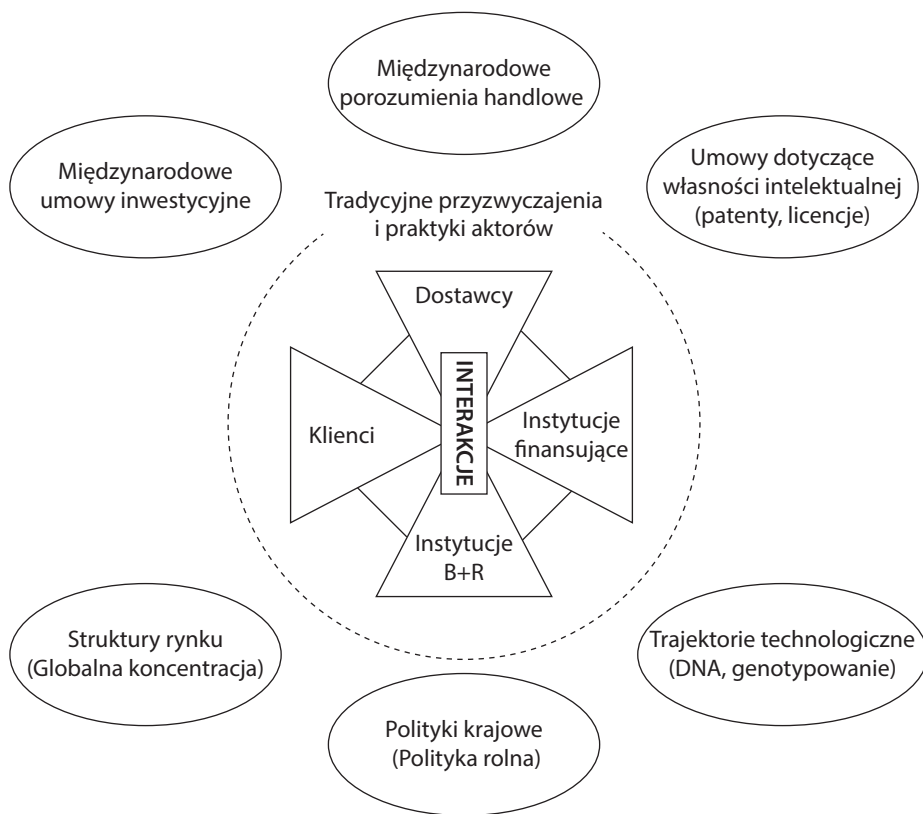 Międzynarodowe
porozumienia handlowe
Międzynarodowe
umowy inwestycyjne
Umowy dotyczące
własności intelektualnej
(patenty, licencje)
Tradycyjne przyzwyczajenia
i praktyki aktorów
Dostawcy
Klienci
INTERAKCJE
Instytucje
finansujące
Instytucje
B+R
Struktury rynku
(Globalna koncentracja)
Trajektorie technologiczne
(DNA, genotypowanie)
Polityki krajowe
(Polityka rolna)